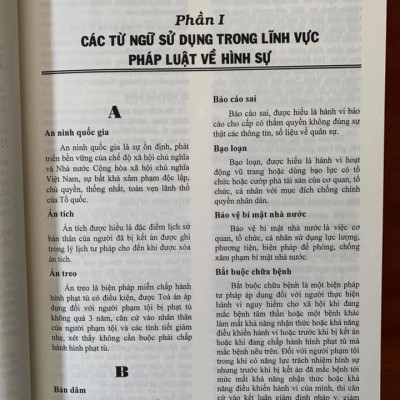 Phần I
CÁC TỪ NGỮ SỬ DỤNG TRONG LĨNH VỰC
PHÁP LUẬT VỀ HÌNH SỰ
A
An ninh quốc gia
An ninh quốc gia là sự ổn định, phát
triển bền vững của chế độ xã hội chủ nghĩa
và Nhà nước Cộng hòa xã hội chủ nghĩa
Việt Nam, sự bất khả xâm phạm độc lập,
chủ quyền, thống nhất, toàn vẹn lãnh thổ
của Tổ quốc.
Án tích
Án tích được hiểu là đặc điểm lịch sử
bản thân của người đã bị kết án được ghi
trong lý lịch tư pháp cho đến khi được xóa
án tích.
Án treo
Án treo là biện pháp miễn chấp hành
hình phạt tù có điều kiện, được Toà án áp
dụng đối với người phạm tội bị phạt tù
không quá 3 năm, căn cứ vào nhân thân
của người phạm tội và các tình tiết giảm
nhẹ, xét thấy không cần buộc phải chấp
hành hình phạt tù.
B
Bán dâm
Báo cáo sai
Báo cáo sai, được hiểu là hành vi báo
cáo cho cấp có thẩm quyền không đúng sự
thật các thông tin, số liệu về quân sự.
Bạo loạn
Bạo loạn, được hiểu là hành vi hoạt
động vũ trang hoặc dùng bạo lực có tổ
chức hoặc cướp phá tài sản của cơ quan, tổ
chức, cá nhân với mục đích chống chính
quyền nhân dân.
Bảo vệ bí mật nhà nước
Bảo vệ bí mật nhà nước là việc cơ
quan, tổ chức, cá nhân sử dụng lực lượng,
phương tiện, biện pháp để phòng, chống
xâm phạm bí mật nhà nước.
Bắt buộc chữa bệnh
Bắt buộc chữa bệnh là một biện pháp
tư pháp áp dụng đối với người thực hiện
hành vi nguy hiểm cho xã hội khi đang
mắc bệnh tâm thần hoặc một bệnh khác
làm mất khả năng nhận thức hoặc khả năng
điều khiển hành vi hoặc trước khi bị kết án
hoặc khi đang chấp hành hình phạt tù mà
mắc bệnh nêu trên. Đối với người phạm tội
trong khi có năng lực trách nhiệm hình sự
nhưng trước khi bị kết án đã mắc bệnh tới
mức mất khả năng nhận thức hoặc khả
năng điều khiển hành vi của mình, thì căn
cứ vào kết luận giám định pháp y, giám